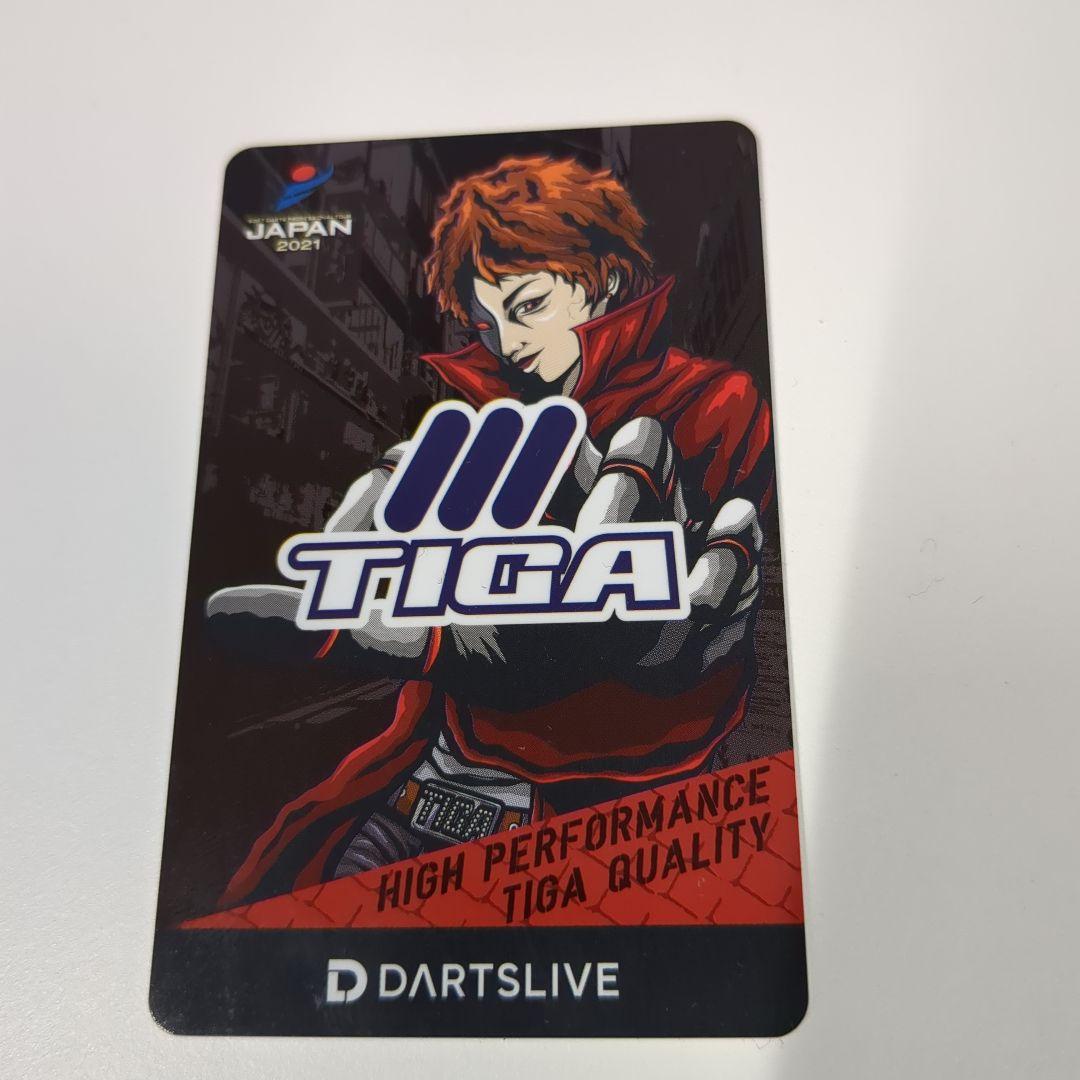 JAPAN
2021
TIGA
TIGA
HIGH PERFORMANCE
TIGA QUALITY
DARTSLIVE